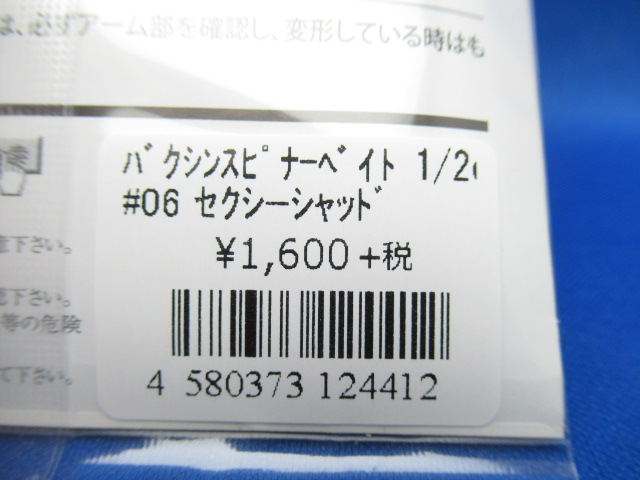 は、必ずアーム部を確認し、変形している時はも
ﾊﾞｸｼﾝｽﾋﾟﾅｰﾍﾞｲﾄ 1/2
#06 ｾｸｼｰｼｬｯﾄﾞ
¥1,600+税
4 580373 124412
下さい。
下さい。
等の危険
て下さい。